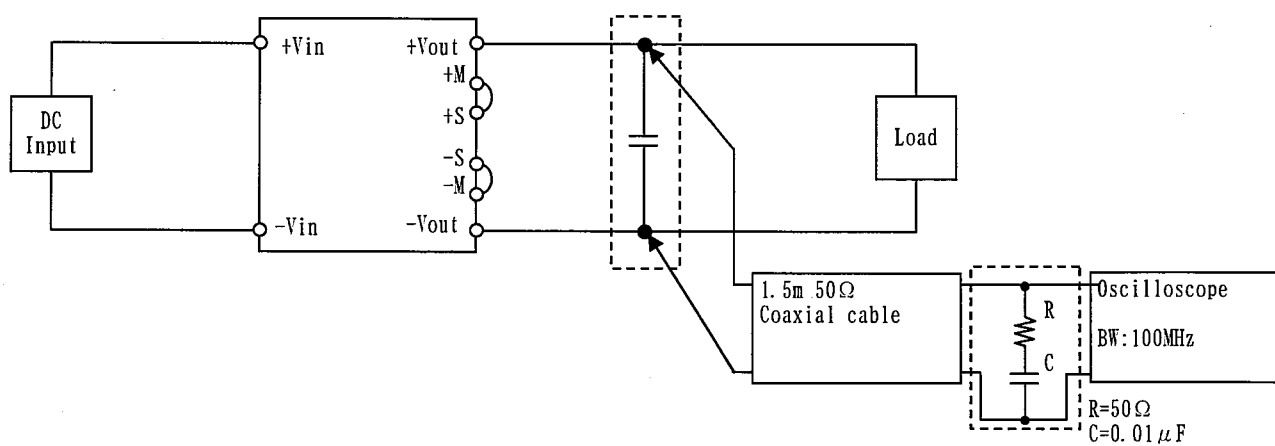 DC
Input
+Vin
-Vin
+Vout
+M
+S
-S
-M
-Vout
Load
1.5m 50Ω
Coaxial cable
R
C
Oscilloscope
BW:100MHz
R=50Ω
C=0.01μF